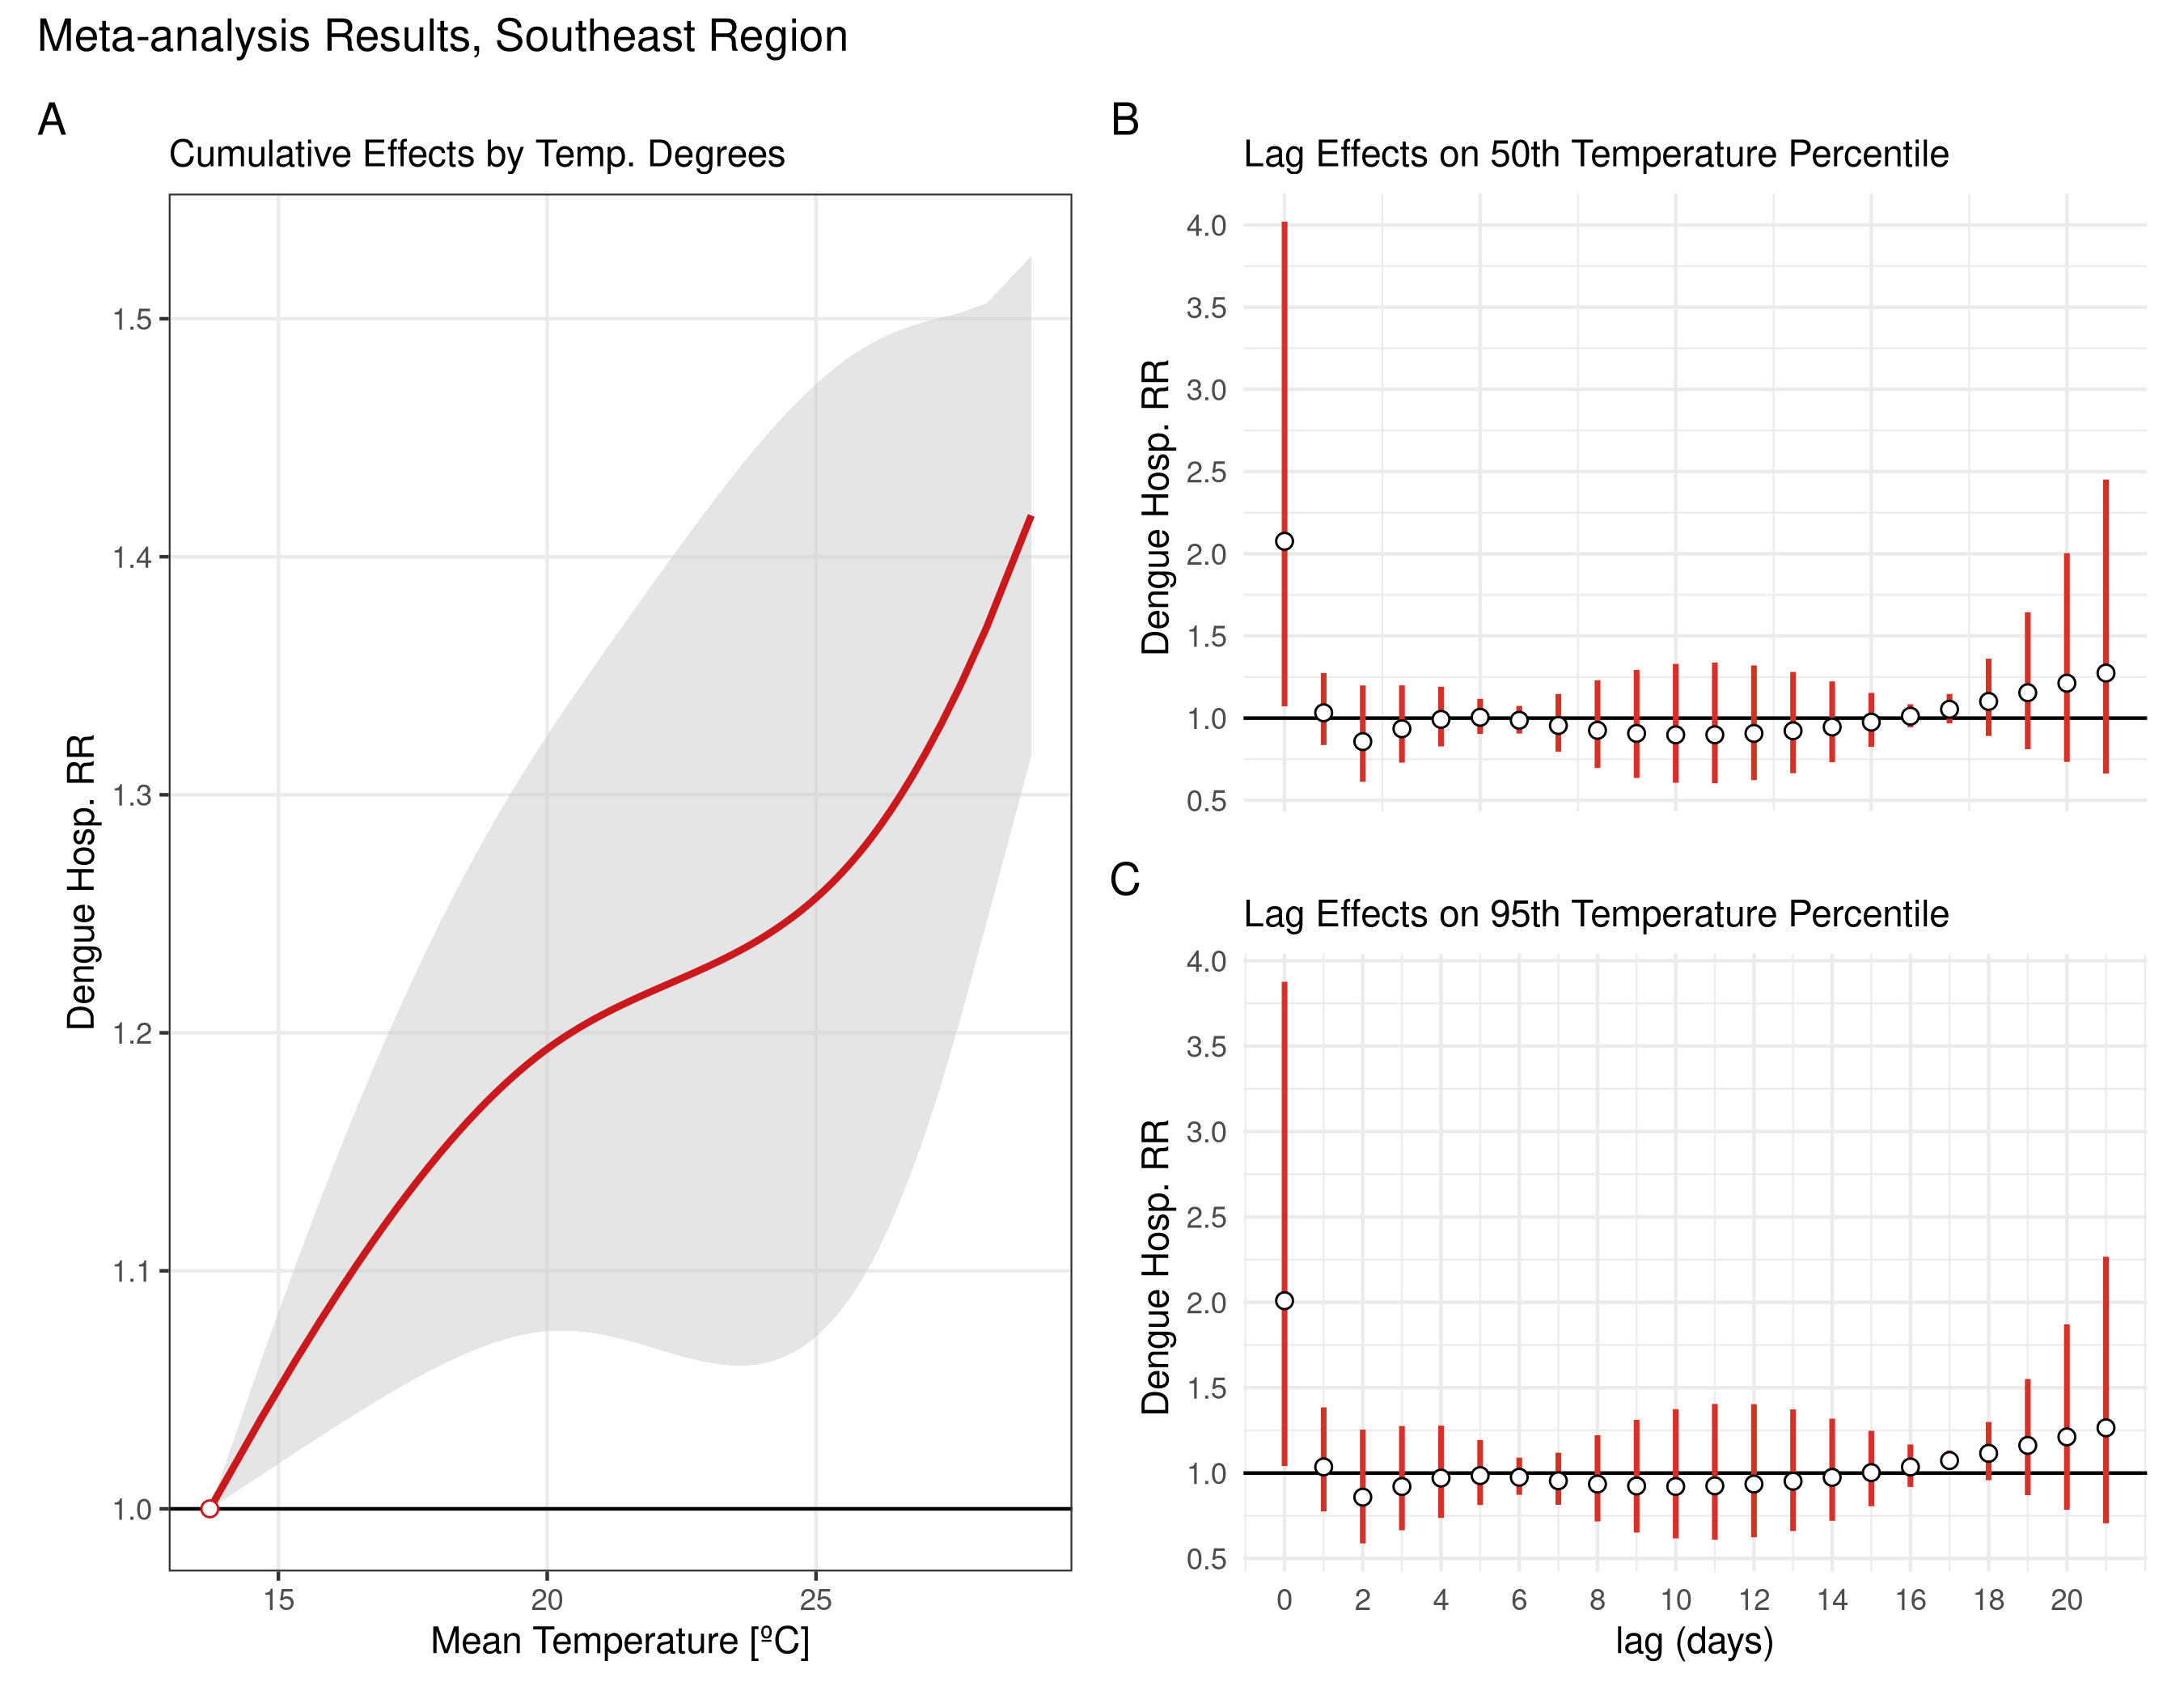 Meta-analysis Results, Southeast Region
A
Cumulative Effects by Temp. Degrees
Dengue Hosp. RR
1.5
1.4
1.3
1.2
1.1
1.0
15 20 25
Mean Temperature [ºC]
B
Lag Effects on 50th Temperature Percentile
Dengue Hosp. RR
4.0
3.5
3.0
2.5
2.0
1.5
1.0
0.5
C
Lag Effects on 95th Temperature Percentile
Dengue Hosp. RR
4.0
3.5
3.0
2.5
2.0
1.5
1.0
0.5
0 2 4 6 8 10 12 14 16 18 20
lag (days)